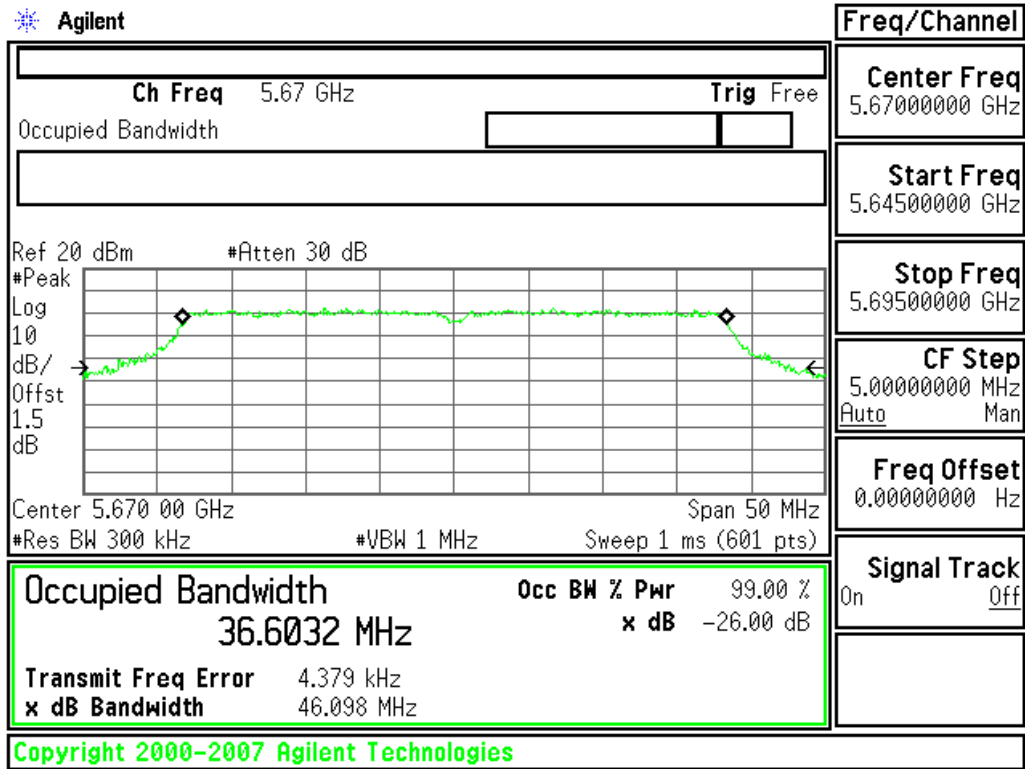 Agilent
Freq/Channel
Ch Freq 5.67 GHz Trig Free
Occupied Bandwidth
Center Freq
5.67000000 GHz
Start Freq
5.64500000 GHz
Stop Freq
5.69500000 GHz
CF Step
5.00000000 MHz
Auto Man
Freq Offset
0.00000000 Hz
Signal Track
On Off
Ref 20 dBm #Atten 30 dB
#Peak
Log
10
dB/
Offst
1.5
dB
Center 5.670 00 GHz Span 50 MHz
#Res BW 300 kHz #VBW 1 MHz Sweep 1 ms (601 pts)
Occupied Bandwidth Occ BW % Pwr 99.00 %
36.6032 MHz x dB -26.00 dB
Transmit Freq Error 4.379 kHz
x dB Bandwidth 46.098 MHz
Copyright 2000-2007 Agilent Technologies